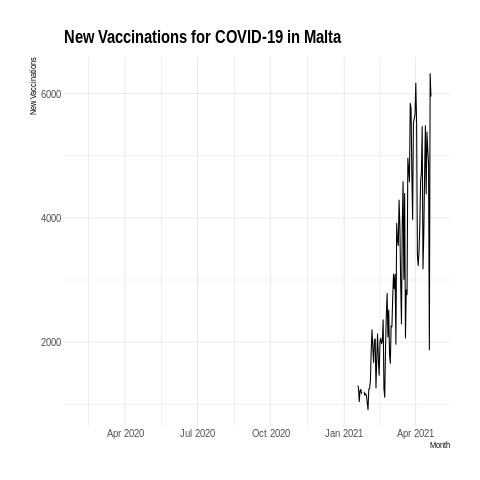 New Vaccinations for COVID-19 in Malta
New Vaccinations
6000
4000
2000
Apr 2020 Jul 2020 Oct 2020 Jan 2021 Apr 2021
Month